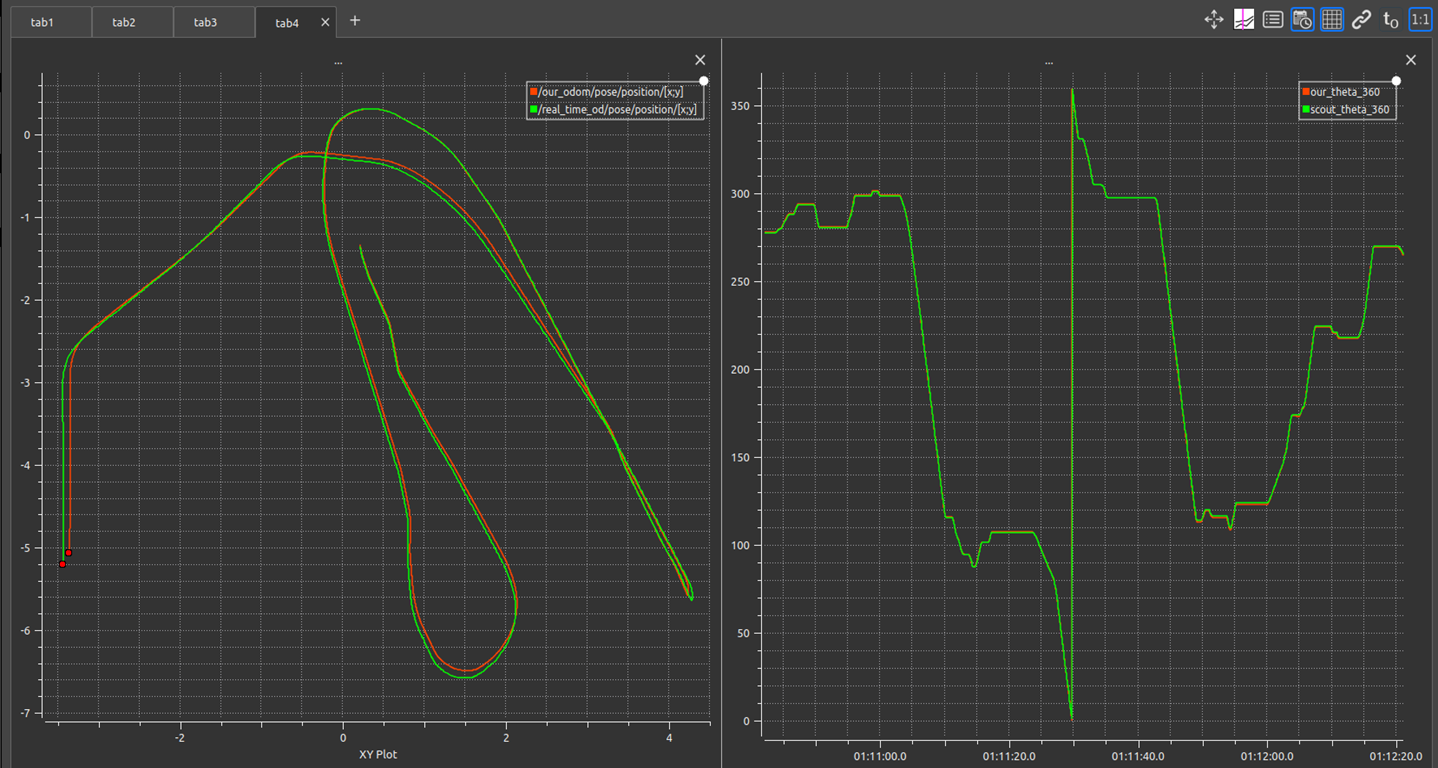 tab1 tab2 tab3 tab4 × +
t0 1:1
...
/our_odom/pose/position/[x;y]
/real_time_od/pose/position/[x;y]
0
-1
-2
-3
-4
-5
-6
-7
-2 0 2 4
XY Plot
...
our_theta_360
scout_theta_360
350
300
250
200
150
100
50
0
01:11:00.0 01:11:20.0 01:11:40.0 01:12:00.0 01:12:20.0